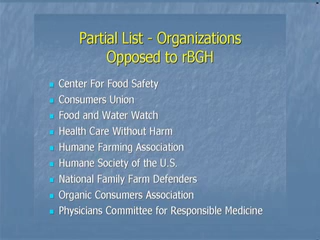 Partial List - Organizations
Opposed to rBGH
Center For Food Safety
Consumers Union
Food and Water Watch
Health Care Without Harm
Humane Farming Association
Humane Society of the U.S.
National Family Farm Defenders
Organic Consumers Association
Physicians Committee for Responsible Medicine